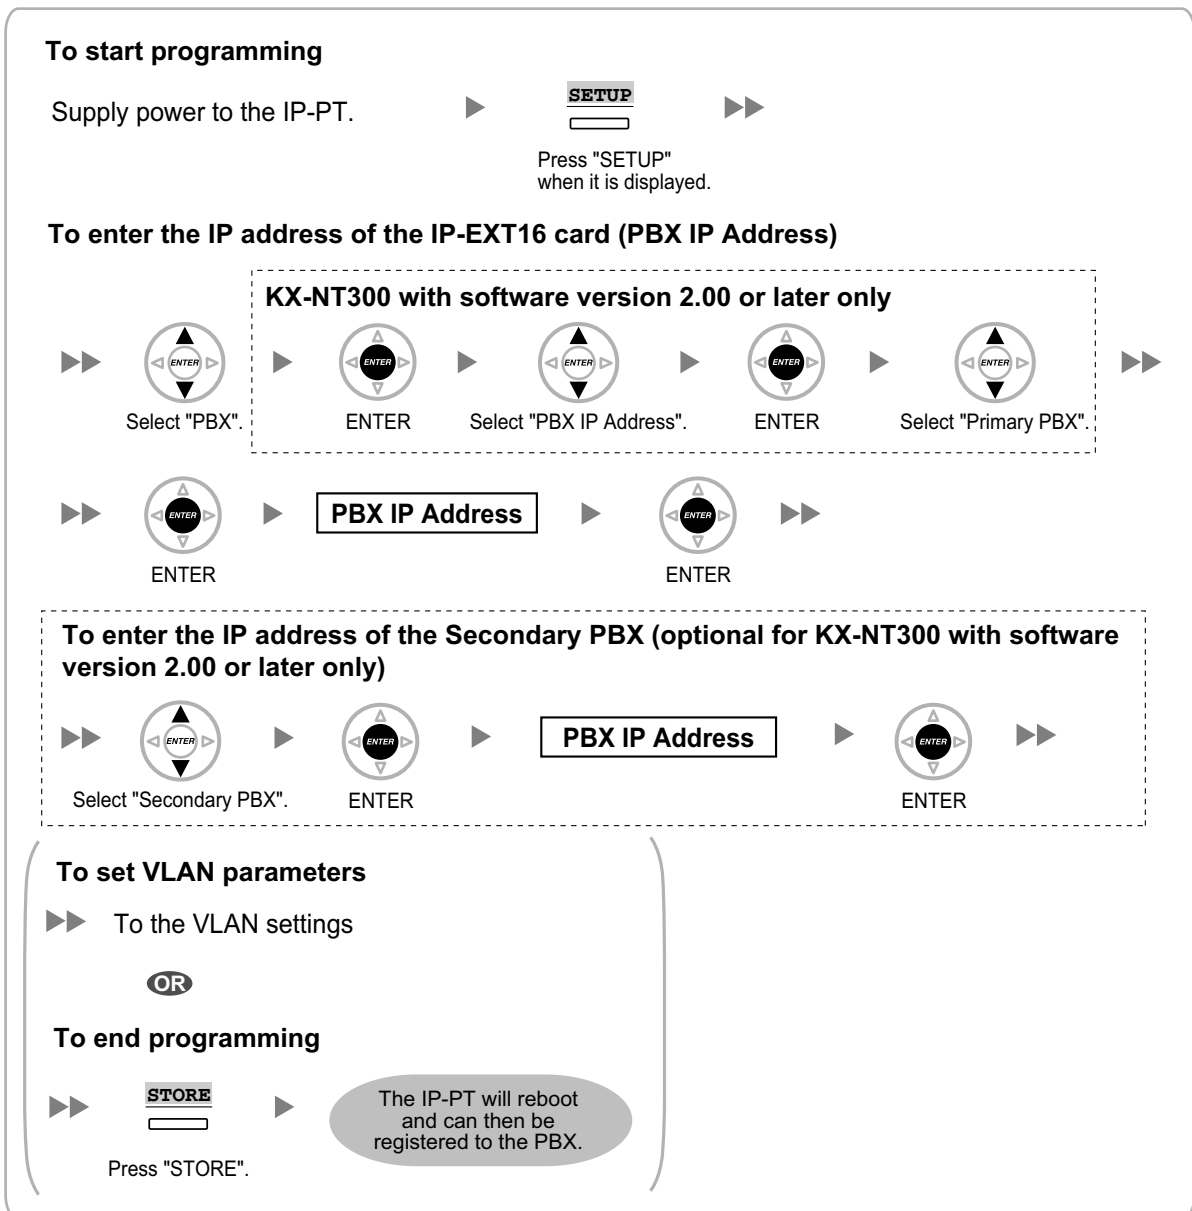 To start programming
Supply power to the IP-PT.
SETUP
Press "SETUP"
when it is displayed.
To enter the IP address of the IP-EXT16 card (PBX IP Address)
KX-NT300 with software version 2.00 or later only
ENTER
ENTER
ENTER
ENTER
ENTER
Select "PBX".
ENTER
Select "PBX IP Address".
ENTER
Select "Primary PBX".
ENTER
PBX IP Address
ENTER
ENTER
ENTER
To enter the IP address of the Secondary PBX (optional for KX-NT300 with software
version 2.00 or later only)
ENTER
ENTER
PBX IP Address
ENTER
Select "Secondary PBX".
ENTER
ENTER
To set VLAN parameters
To the VLAN settings
OR
To end programming
STORE
Press "STORE".
The IP-PT will reboot
and can then be
registered to the PBX.